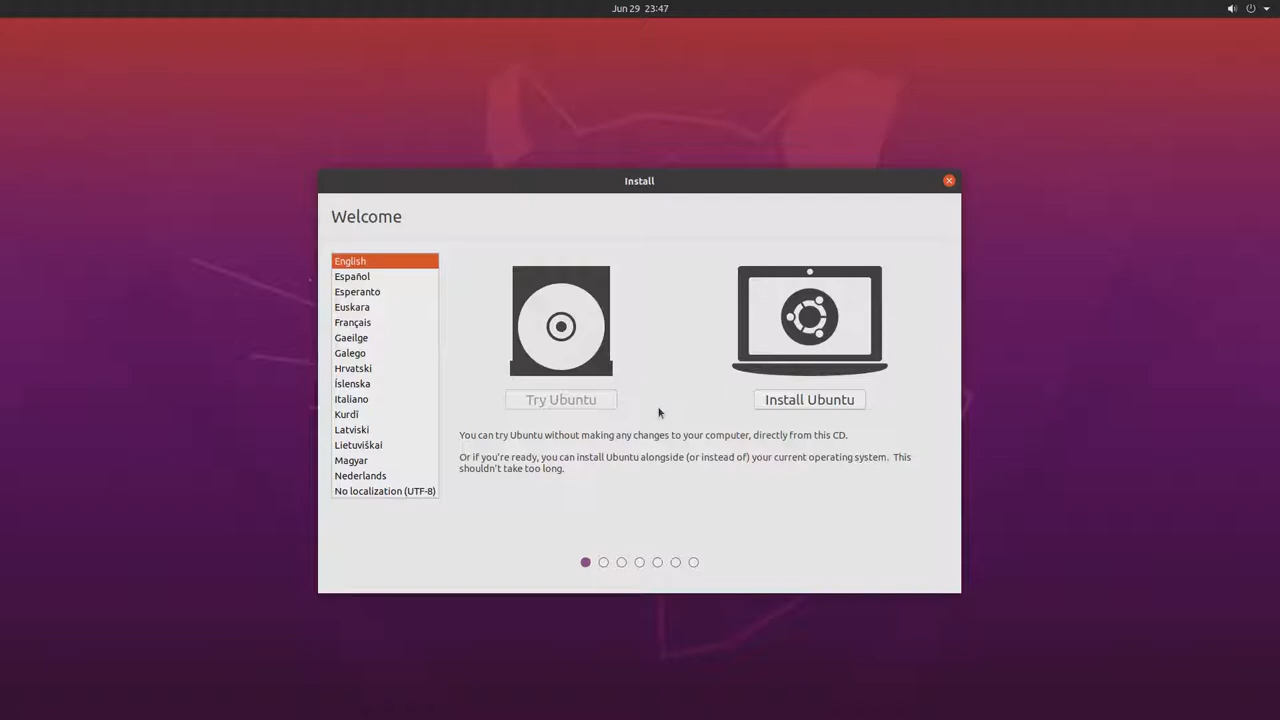 Jun 29 23:47
Install
Welcome
English
Español
Esperanto
Euskara
Français
Gaeilge
Galego
Hrvatski
Íslenska
Italiano
Kurdî
Latviski
Lietuviškai
Magyar
Nederlands
No localization (UTF-8)
Try Ubuntu
Install Ubuntu
You can try Ubuntu without making any changes to your computer, directly from this CD.
Or if you're ready, you can install Ubuntu alongside (or instead of) your current operating system. This
shouldn't take too long.